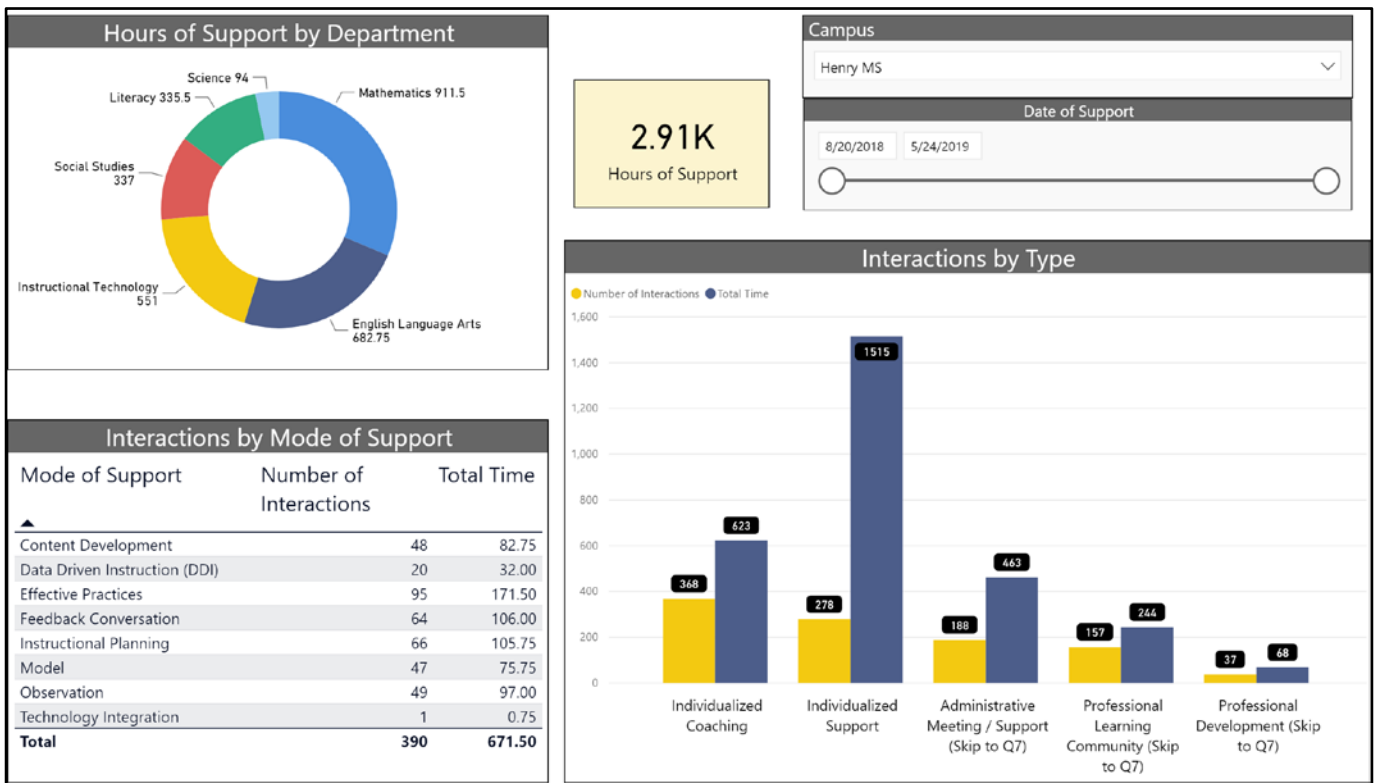 Hours of Support by Department
Science 94
Literacy 335.5
Mathematics 911.5
Social Studies
337
Instructional Technology
551
English Language Arts
682.75
2.91K
Hours of Support
Campus
Henry MS
Date of Support
8/20/2018 5/24/2019
Interactions by Mode of Support
Mode of Support Number of Total Time
Interactions
Content Development 48 82.75
Data Driven Instruction (DDI) 20 32.00
Effective Practices 95 171.50
Feedback Conversation 64 106.00
Instructional Planning 66 105.75
Model 47 75.75
Observation 49 97.00
Technology Integration 1 0.75
Total 390 671.50
Interactions by Type
Number of Interactions Total Time
1,600
1,400
1,200
1,000
800
600
400
200
0
368 623
278 1515
188 463
157 244
37 68
Individualized
Coaching
Individualized
Support
Administrative
Meeting / Support
(Skip to Q7)
Professional
Learning
Community (Skip
to Q7)
Professional
Development (Skip
to Q7)